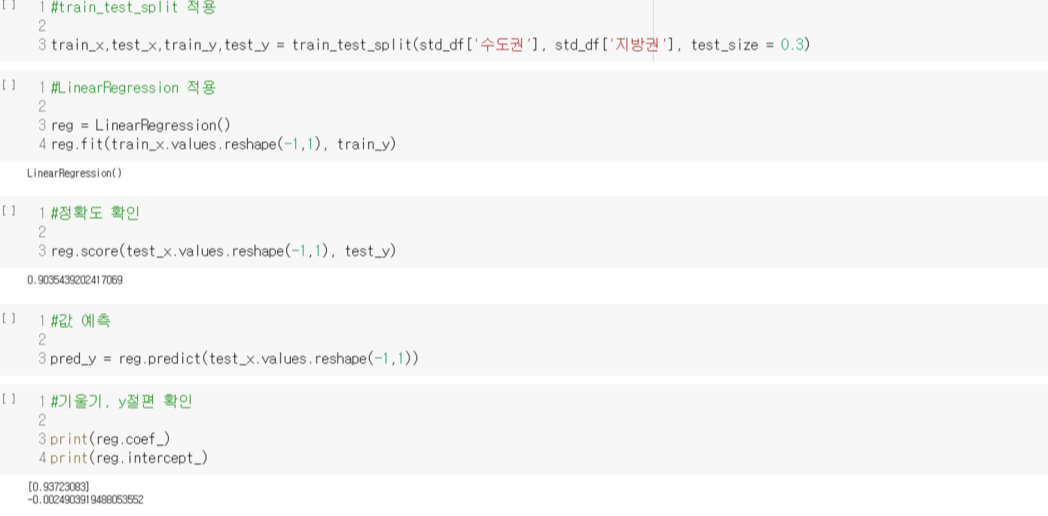 [ ] 1 #train_test_split 적용
2
3 train_x,test_x,train_y,test_y = train_test_split(std_df['수도권'], std_df['지방권'], test_size = 0.3)
[ ] 1 #LinearRegression 적용
2
3 reg = LinearRegression()
4 reg.fit(train_x.values.reshape(-1,1), train_y)
LinearRegression()
[ ] 1 #정확도 확인
2
3 reg.score(test_x.values.reshape(-1,1), test_y)
0.9035439202417069
[ ] 1 #값 예측
2
3 pred_y = reg.predict(test_x.values.reshape(-1,1))
[ ] 1 #기울기, y절편 확인
2
3 print(reg.coef_)
4 print(reg.intercept_)
[0.93723083]
-0.0024903919488053552